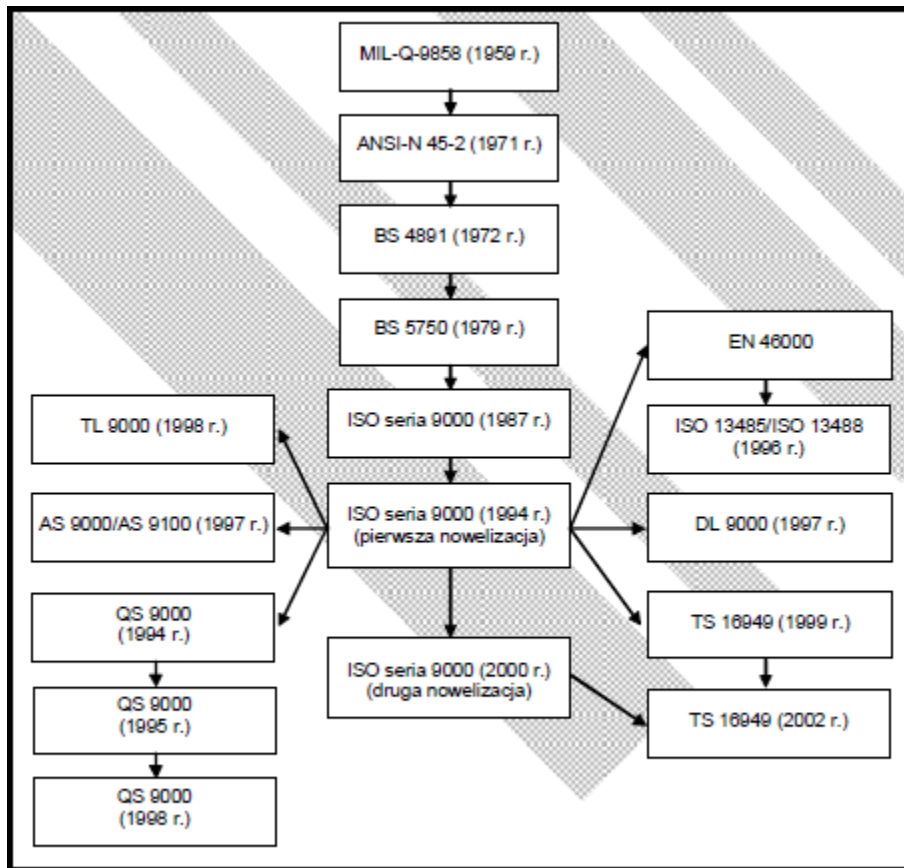 MIL-Q-9858 (1959 r.)
ANSI-N 45-2 (1971 r.)
BS 4891 (1972 r.)
BS 5750 (1979 r.)
EN 46000
ISO seria 9000 (1987 r.)
TL 9000 (1998 r.)
ISO 13485/ISO 13488
(1996 r.)
AS 9000/AS 9100 (1997 r.)
ISO seria 9000 (1994 r.)
(pierwsza nowelizacja)
DL 9000 (1997 r.)
QS 9000
(1994 r.)
TS 16949 (1999 r.)
ISO seria 9000 (2000 r.)
(druga nowelizacja)
QS 9000
(1995 r.)
TS 16949 (2002 r.)
QS 9000
(1998 r.)